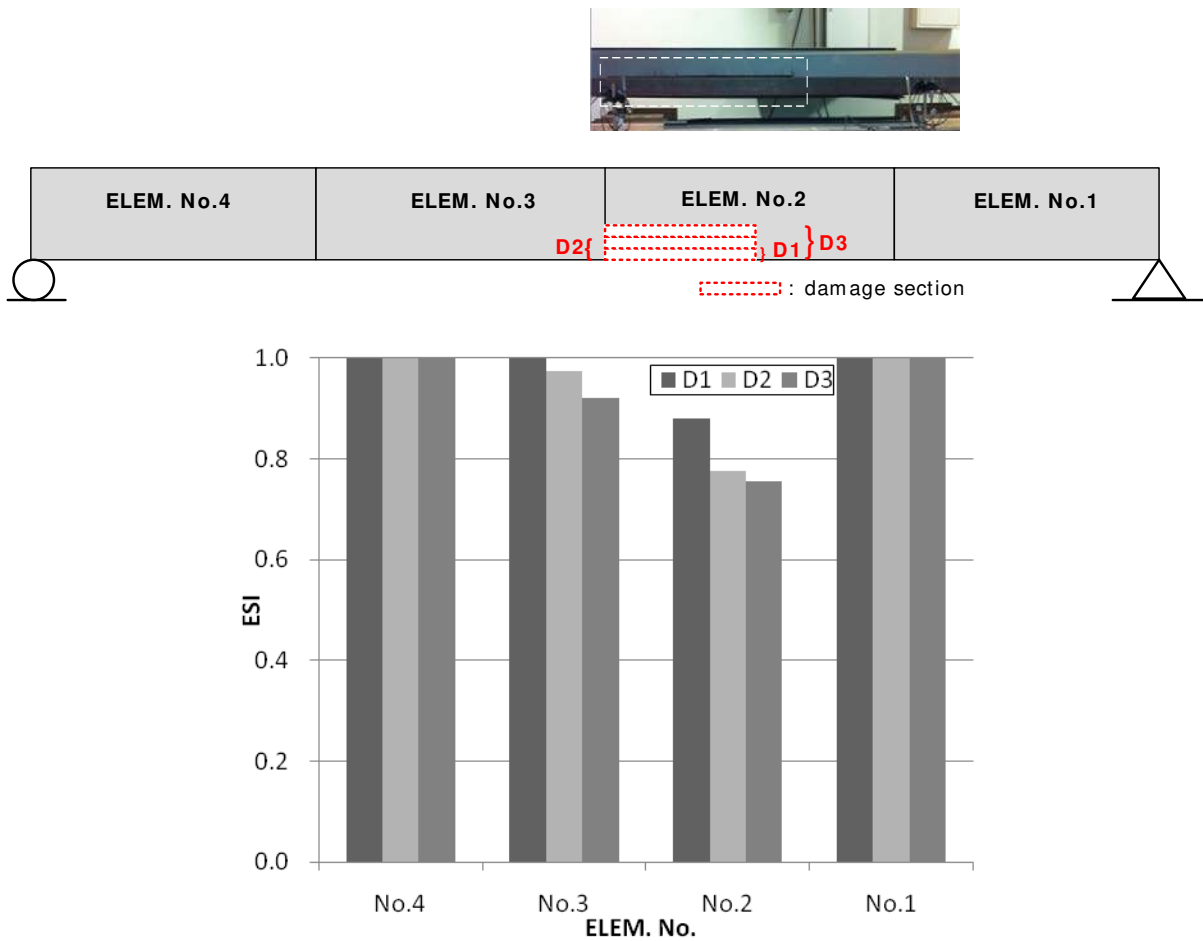 ELEM. No.4
ELEM. No.3
ELEM. No.2
ELEM. No.1
D2{
} D1
} D3
: damage section
1.0
0.8
0.6
0.4
0.2
0.0
ESI
D1 D2 D3
No.4 No.3 No.2 No.1
ELEM. No.